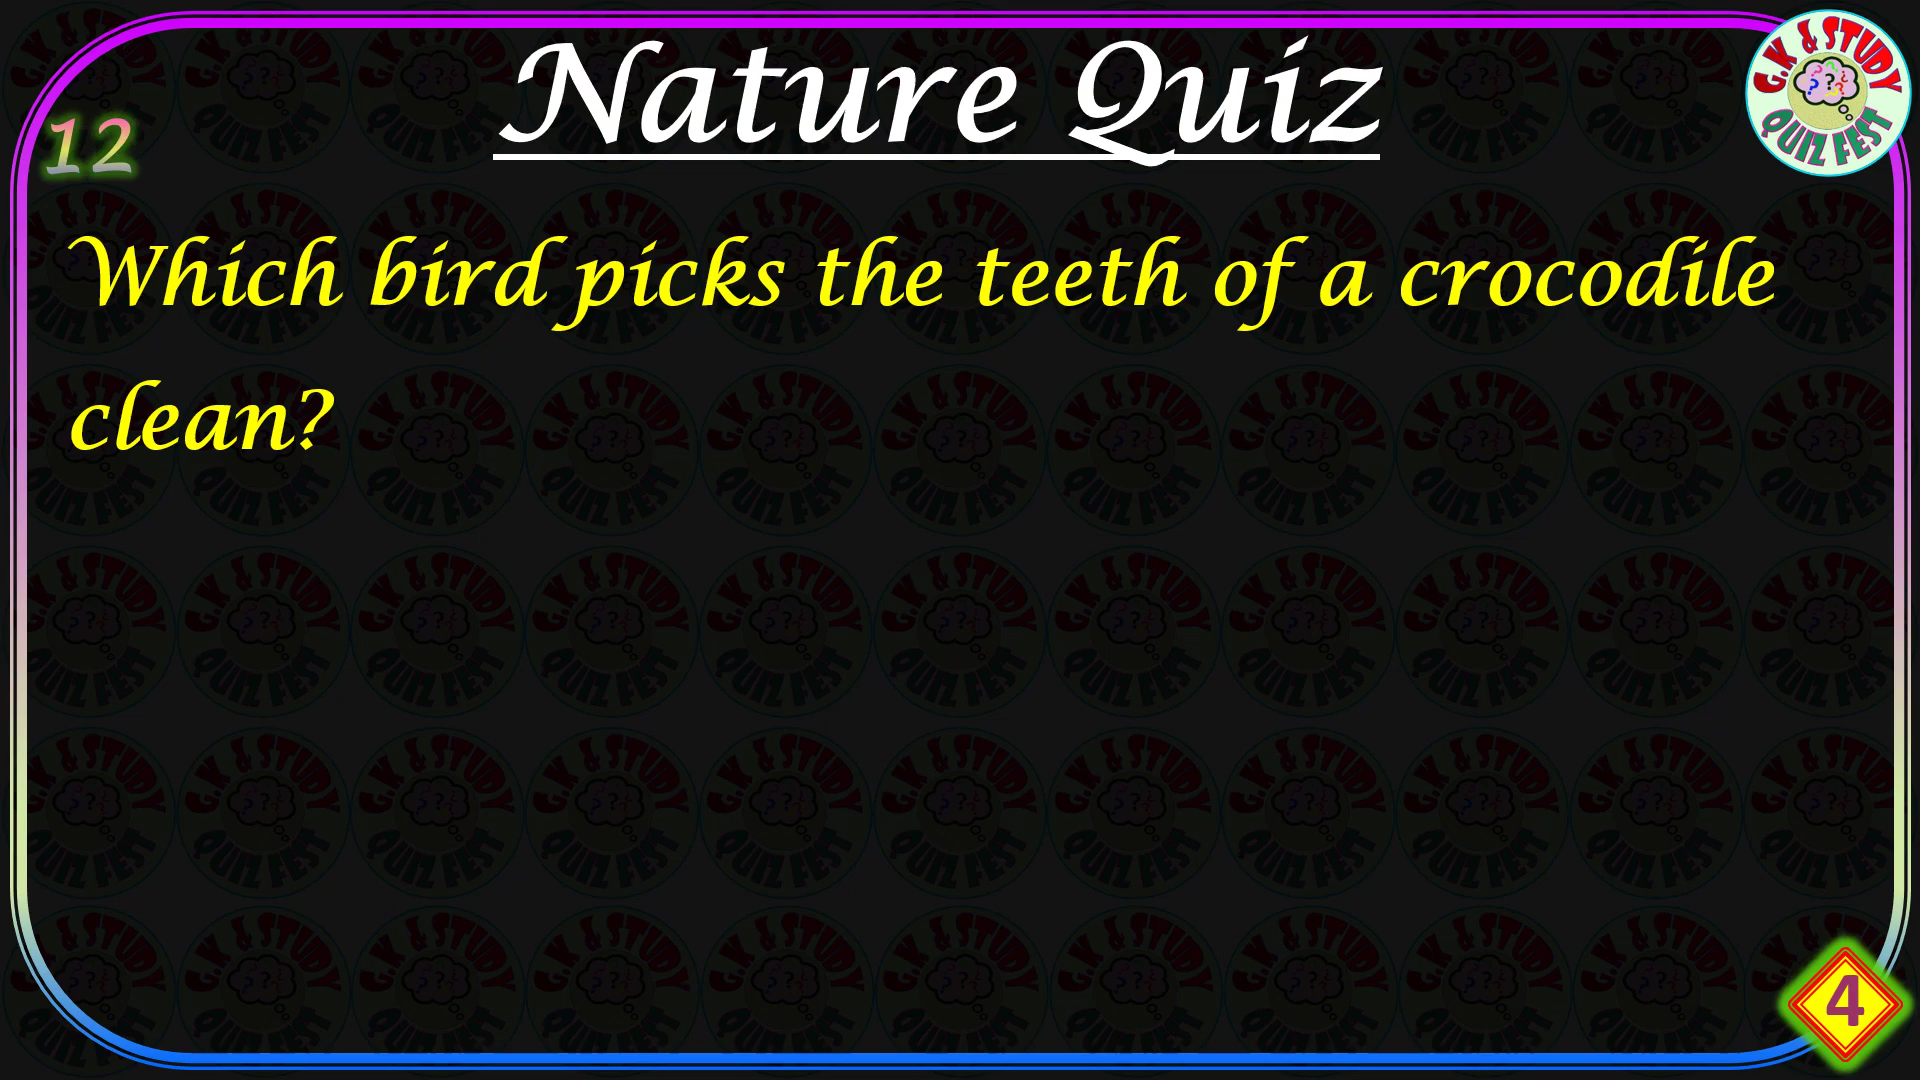 Nature Quiz
G.K & STUDY
??? 
QUIZ FEST
12
Which bird picks the teeth of a crocodile
clean?
4